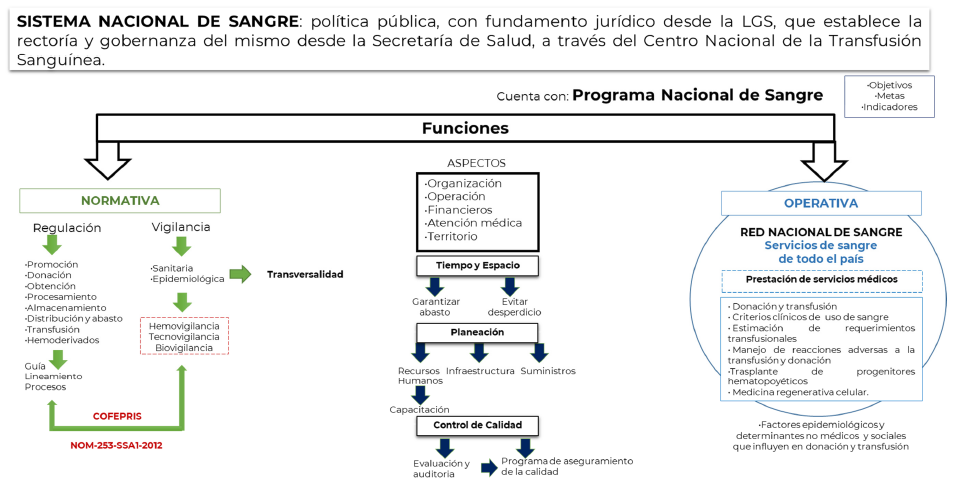 SISTEMA NACIONAL DE SANGRE: política pública, con fundamento jurídico desde la LGS, que establece la
rectoría y gobernanza del mismo desde la Secretaría de Salud, a través del Centro Nacional de la Transfusión
Sanguínea.
Cuenta con: Programa Nacional de Sangre
•Objetivos
•Metas
•Indicadores
Funciones
NORMATIVA
Regulación
•Promoción
•Donación
•Obtención
•Procesamiento
•Almacenamiento
•Distribución y abasto
•Transfusión
•Hemoderivados
Guía
Lineamiento
Procesos
Vigilancia
•Sanitaria
•Epidemiológica
Transversalidad
Hemovigilancia
Tecnovigilancia
Biovigilancia
COFEPRIS
NOM-253-SSA1-2012
ASPECTOS
•Organización
•Operación
•Financieros
•Atención médica
•Territorio
Tiempo y Espacio
Garantizar
abasto
Evitar
desperdicio
Planeación
Recursos
Humanos
Infraestructura
Suministros
Capacitación
Control de Calidad
Evaluación y
auditoria
Programa de aseguramiento
de la calidad
OPERATIVA
RED NACIONAL DE SANGRE
Servicios de sangre
de todo el país
Prestación de servicios médicos
• Donación y transfusión
• Criterios clínicos de uso de sangre
• Estimación de requerimientos
transfusionales
• Manejo de reacciones adversas a la
transfusión y donación
•Trasplante de progenitores
hematopoyéticos
• Medicina regenerativa celular.
•Factores epidemiológicos y
determinantes no médicos y sociales
que influyen en donación y transfusión